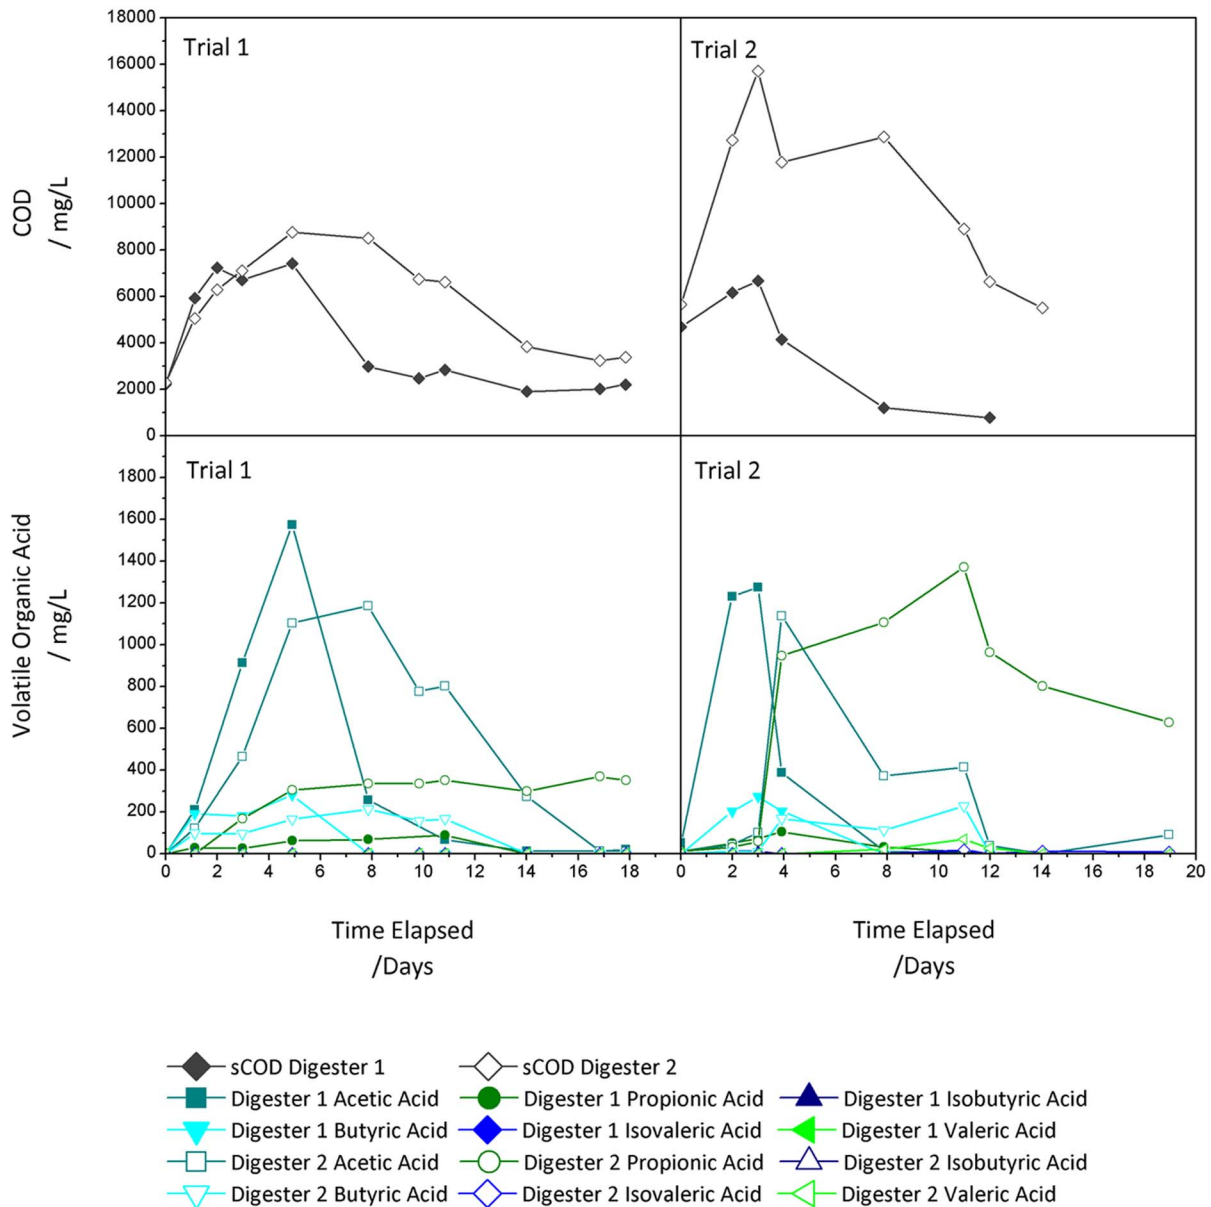 18000
16000
14000
12000
10000
8000
6000
4000
2000
0
COD
/ mg/L
Trial 1
Trial 2
1800
1600
1400
1200
1000
800
600
400
200
0
Volatile Organic Acid
/ mg/L
Trial 1
Trial 2
0 2 4 6 8 10 12 14 16 18
0 2 4 6 8 10 12 14 16 18 20
Time Elapsed
/Days
Time Elapsed
/Days
sCOD Digester 1
sCOD Digester 2
Digester 1 Acetic Acid
Digester 1 Propionic Acid
Digester 1 Isobutyric Acid
Digester 1 Butyric Acid
Digester 1 Isovaleric Acid
Digester 1 Valeric Acid
Digester 2 Acetic Acid
Digester 2 Propionic Acid
Digester 2 Isobutyric Acid
Digester 2 Butyric Acid
Digester 2 Isovaleric Acid
Digester 2 Valeric Acid